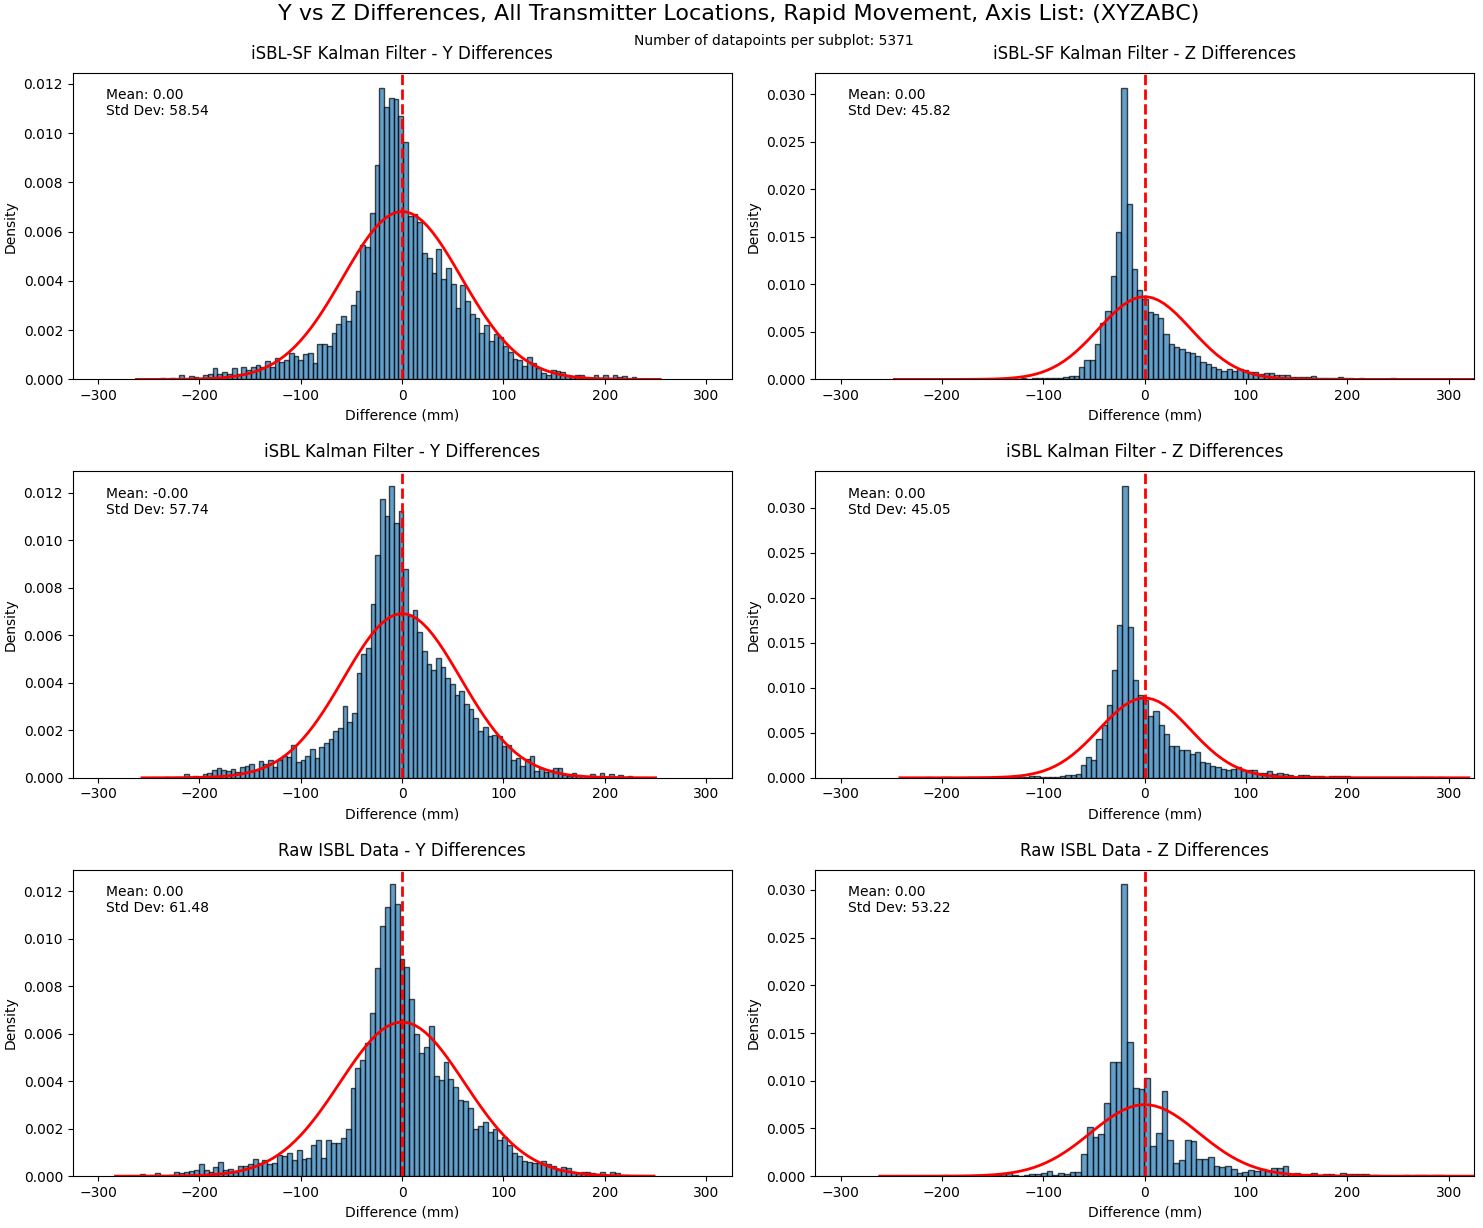 Y vs Z Differences, All Transmitter Locations, Rapid Movement, Axis List: (XYZABC)
Number of datapoints per subplot: 5371
iSBL-SF Kalman Filter - Y Differences
Mean: 0.00
Std Dev: 58.54
Density
0.012
0.010
0.008
0.006
0.004
0.002
0.000
−300 −200 −100 0 100 200 300
Difference (mm)
iSBL-SF Kalman Filter - Z Differences
Mean: 0.00
Std Dev: 45.82
Density
0.030
0.025
0.020
0.015
0.010
0.005
0.000
−300 −200 −100 0 100 200 300
Difference (mm)
iSBL Kalman Filter - Y Differences
Mean: -0.00
Std Dev: 57.74
Density
0.012
0.010
0.008
0.006
0.004
0.002
0.000
−300 −200 −100 0 100 200 300
Difference (mm)
iSBL Kalman Filter - Z Differences
Mean: 0.00
Std Dev: 45.05
Density
0.030
0.025
0.020
0.015
0.010
0.005
0.000
−300 −200 −100 0 100 200 300
Difference (mm)
Raw ISBL Data - Y Differences
Mean: 0.00
Std Dev: 61.48
Density
0.012
0.010
0.008
0.006
0.004
0.002
0.000
−300 −200 −100 0 100 200 300
Difference (mm)
Raw ISBL Data - Z Differences
Mean: 0.00
Std Dev: 53.22
Density
0.030
0.025
0.020
0.015
0.010
0.005
0.000
−300 −200 −100 0 100 200 300
Difference (mm)